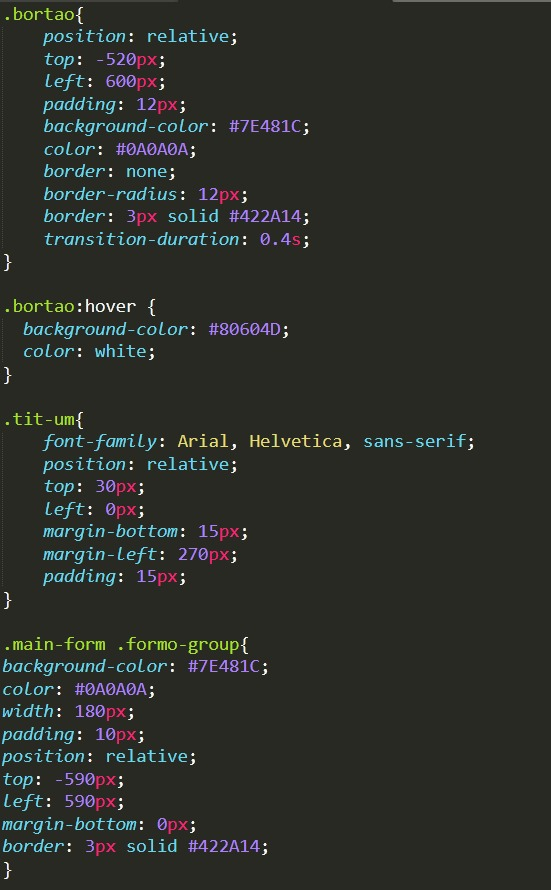 .bortao{
    position: relative;
    top: -520px;
    left: 600px;
    padding: 12px;
    background-color: #7E481C;
    color: #0A0A0A;
    border: none;
    border-radius: 12px;
    border: 3px solid #422A14;
    transition-duration: 0.4s;
}

.bortao:hover {
  background-color: #80604D;
  color: white;
}

.tit-um{
    font-family: Arial, Helvetica, sans-serif;
    position: relative;
    top: 30px;
    left: 0px;
    margin-bottom: 15px;
    margin-left: 270px;
    padding: 15px;
}

.main-form .formo-group{
background-color: #7E481C;
color: #0A0A0A;
width: 180px;
padding: 10px;
position: relative;
top: -590px;
left: 590px;
margin-bottom: 0px;
border: 3px solid #422A14;
}